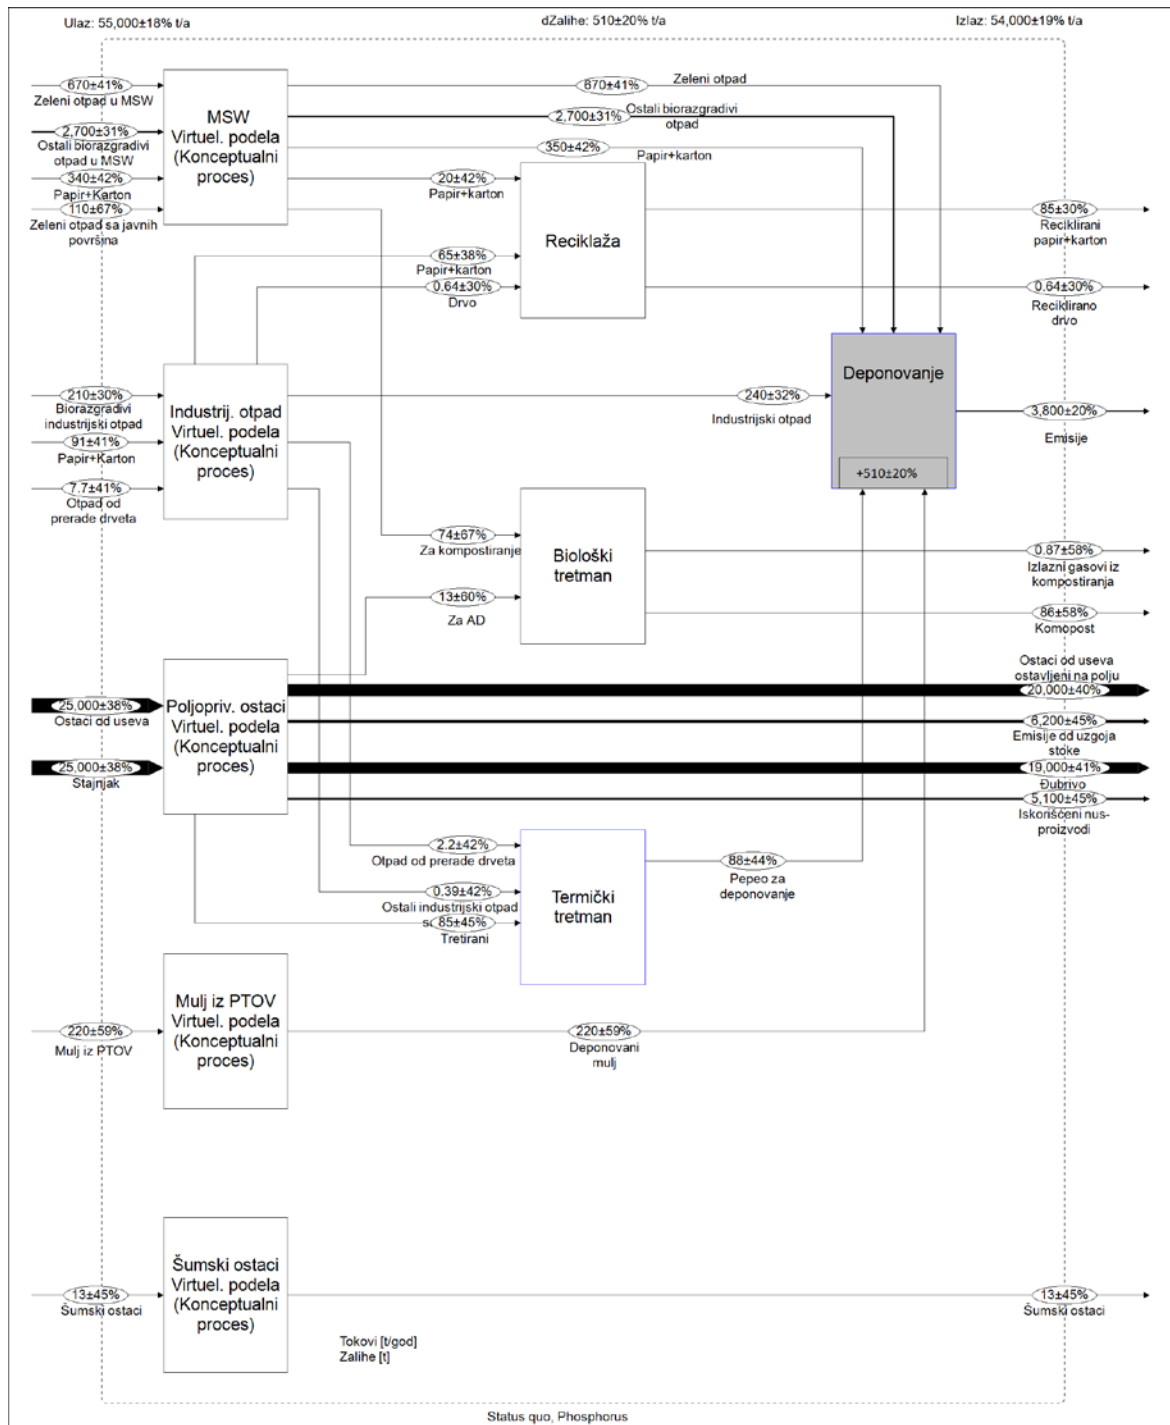 Ulaz: 55,000±18% t/a
dZalihe: 510±20% t/a
Izlaz: 54,000±19% t/a
670±41%
Zeleni otpad u MSW
2,700±31%
Ostali biorazgradivi
otpad u MSW
340±42%
Papir+Karton
110±67%
Zeleni otpad sa javnih
površina
MSW
Virtuel. podela
(Konceptualni
proces)
670±41%
Zeleni otpad
2,700±31%
Ostali biorazgradivi
otpad
350±42%
Papir+karton
20±42%
Papir+karton
65±38%
Papir+karton
0.64±30%
Drvo
Reciklaža
85±30%
Reciklirani
papir+karton
0.64±30%
Reciklirano
drvo
210±30%
Biorazgradivi
industrijski otpad
91±41%
Papir+Karton
7.7±41%
Otpad od
prerade drveta
Industrij. otpad
Virtuel. podela
(Konceptualni
proces)
240±32%
Industrijski otpad
Deponovanje
+510±20%
3,800±20%
Emisije
74±67%
Za kompostiranje
13±60%
Za AD
Biološki
tretman
0.87±58%
Izlazni gasovi iz
kompostiranja
86±58%
Komopost
25,000±38%
Ostaci od useva
25,000±38%
Stajnjak
Poljopriv. ostaci
Virtuel. podela
(Konceptualni
proces)
Ostaci od useva
ostavljeni na polju
20,000±40%
6,200±45%
Emisije od uzgoja
stoke
19,000±41%
Đubrivo
5,100±45%
Iskorišćeni nus-
proizvodi
2.2±42%
Otpad od prerade drveta
0.39±42%
Ostali industrijski otpad
85±45%
Tretirani
Termički
tretman
88±44%
Pepeo za
deponovanje
220±59%
Mulj iz PTOV
Mulj iz PTOV
Virtuel. podela
(Konceptualni
proces)
220±59%
Deponovani
mulj
13±45%
Šumski ostaci
Šumski ostaci
Virtuel. podela
(Konceptualni
proces)
13±45%
Šumski ostaci
Tokovi [t/god]
Zalihe [t]
Status quo, Phosphorus